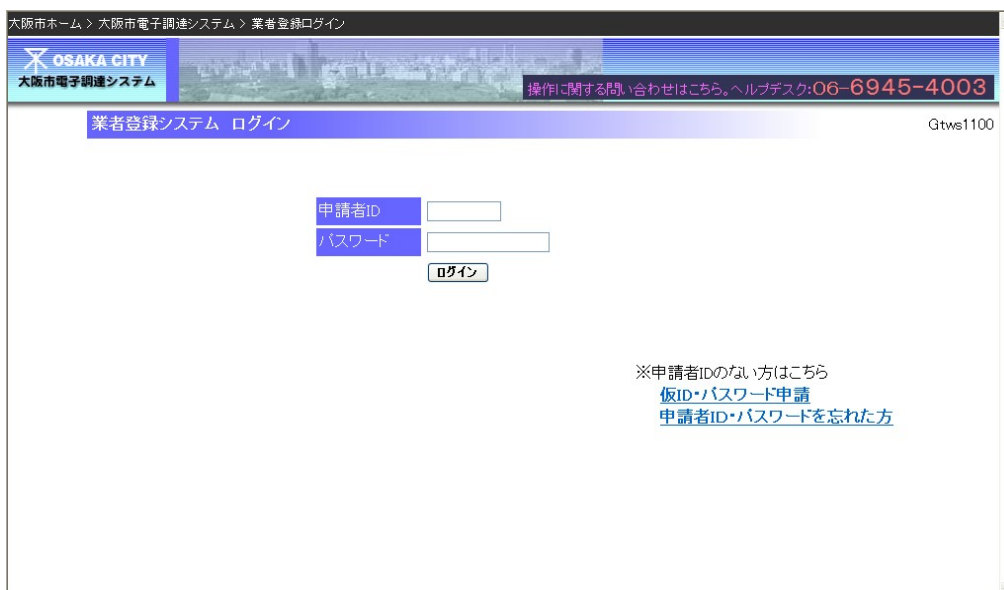 大阪市ホーム > 大阪市電子調達システム > 業者登録ログイン
OSAKA CITY
大阪市電子調達システム
操作に関する問い合わせはこちら。ヘルプデスク:06-6945-4003
業者登録システム ログイン
Gtws1100
申請者ID
パスワード
ログイン
※申請者IDのない方はこちら
仮ID・パスワード申請
申請者ID・パスワードを忘れた方